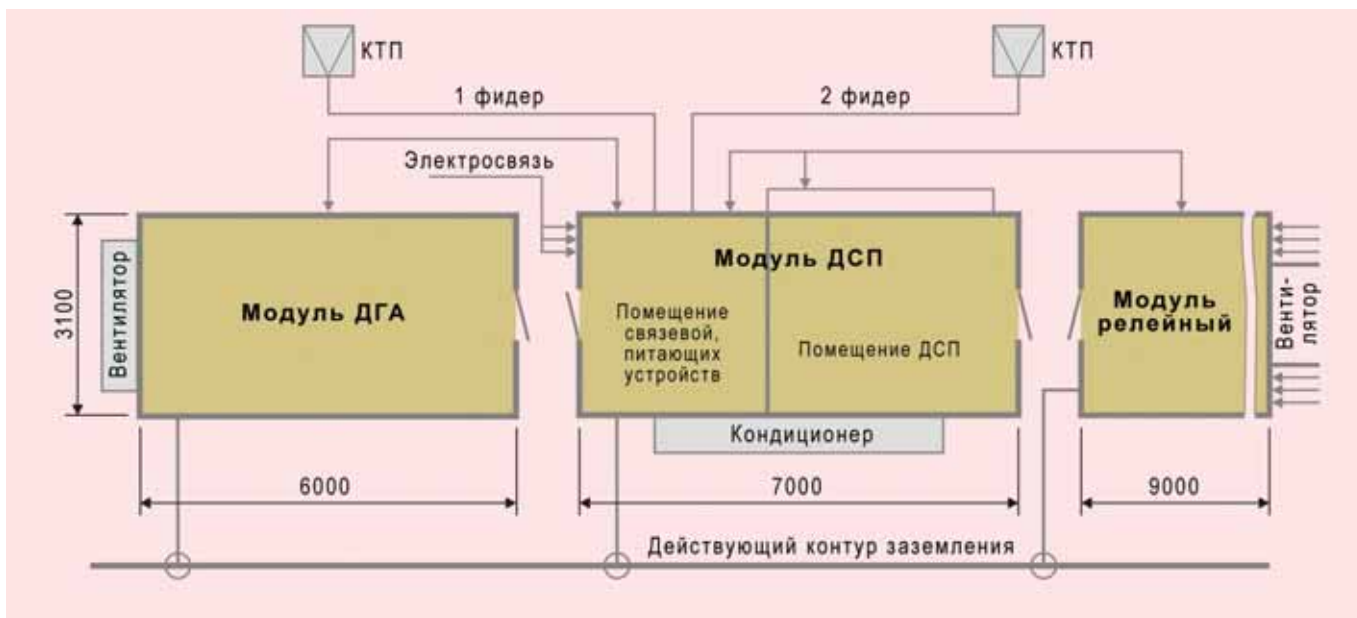 КТП
КТП
1 фидер
2 фидер
Электросвязь
3100
Вентилятор
Модуль ДГА
Модуль ДСП
Помещение
связевой,
питающих
устройств
Помещение ДСП
Модуль
релейный
Венти-
лятор
Кондиционер
6000
7000
9000
Действующий контур заземления